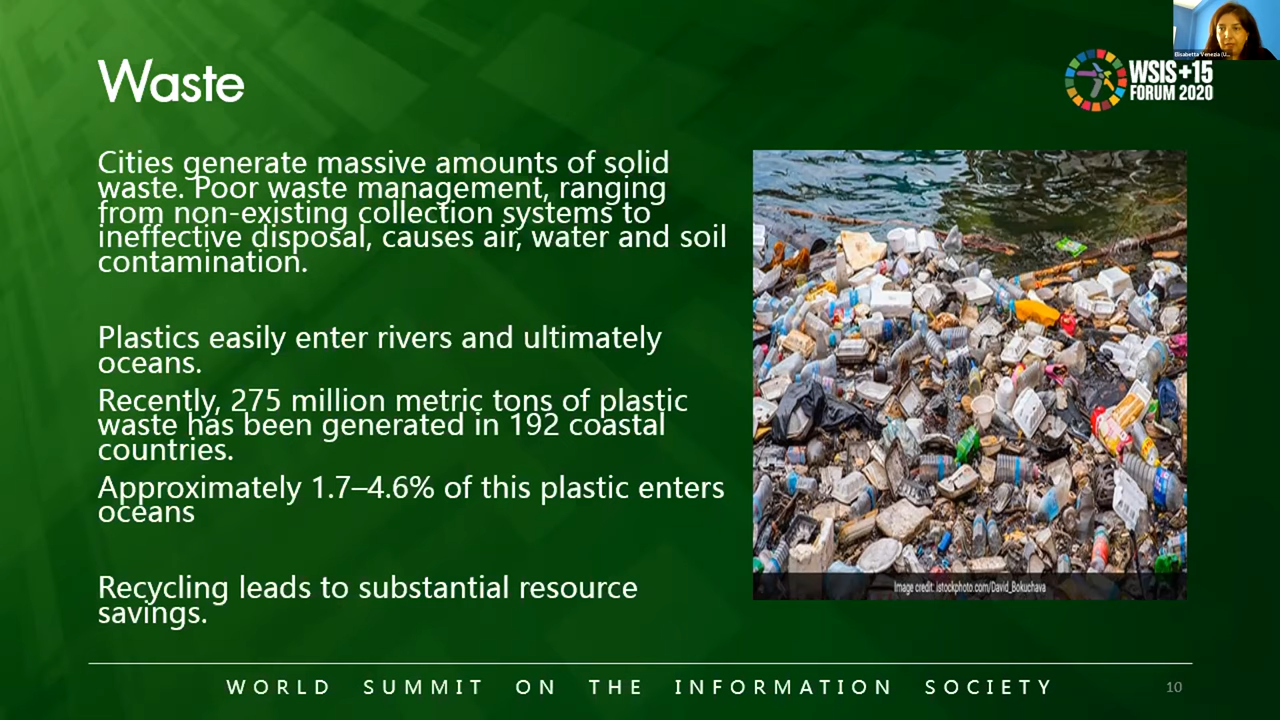 Elisabetta Venezia (U...
Waste
WSIS+15
FORUM 2020
Cities generate massive amounts of solid
waste. Poor waste management, ranging
from non-existing collection systems to
ineffective disposal, causes air, water and soil
contamination.
Plastics easily enter rivers and ultimately
oceans.
Recently, 275 million metric tons of plastic
waste has been generated in 192 coastal
countries.
Approximately 1.7–4.6% of this plastic enters
oceans
Recycling leads to substantial resource
savings.
Image credit: istockphoto.com/David_Bokuchava
WORLD SUMMIT ON THE INFORMATION SOCIETY
10